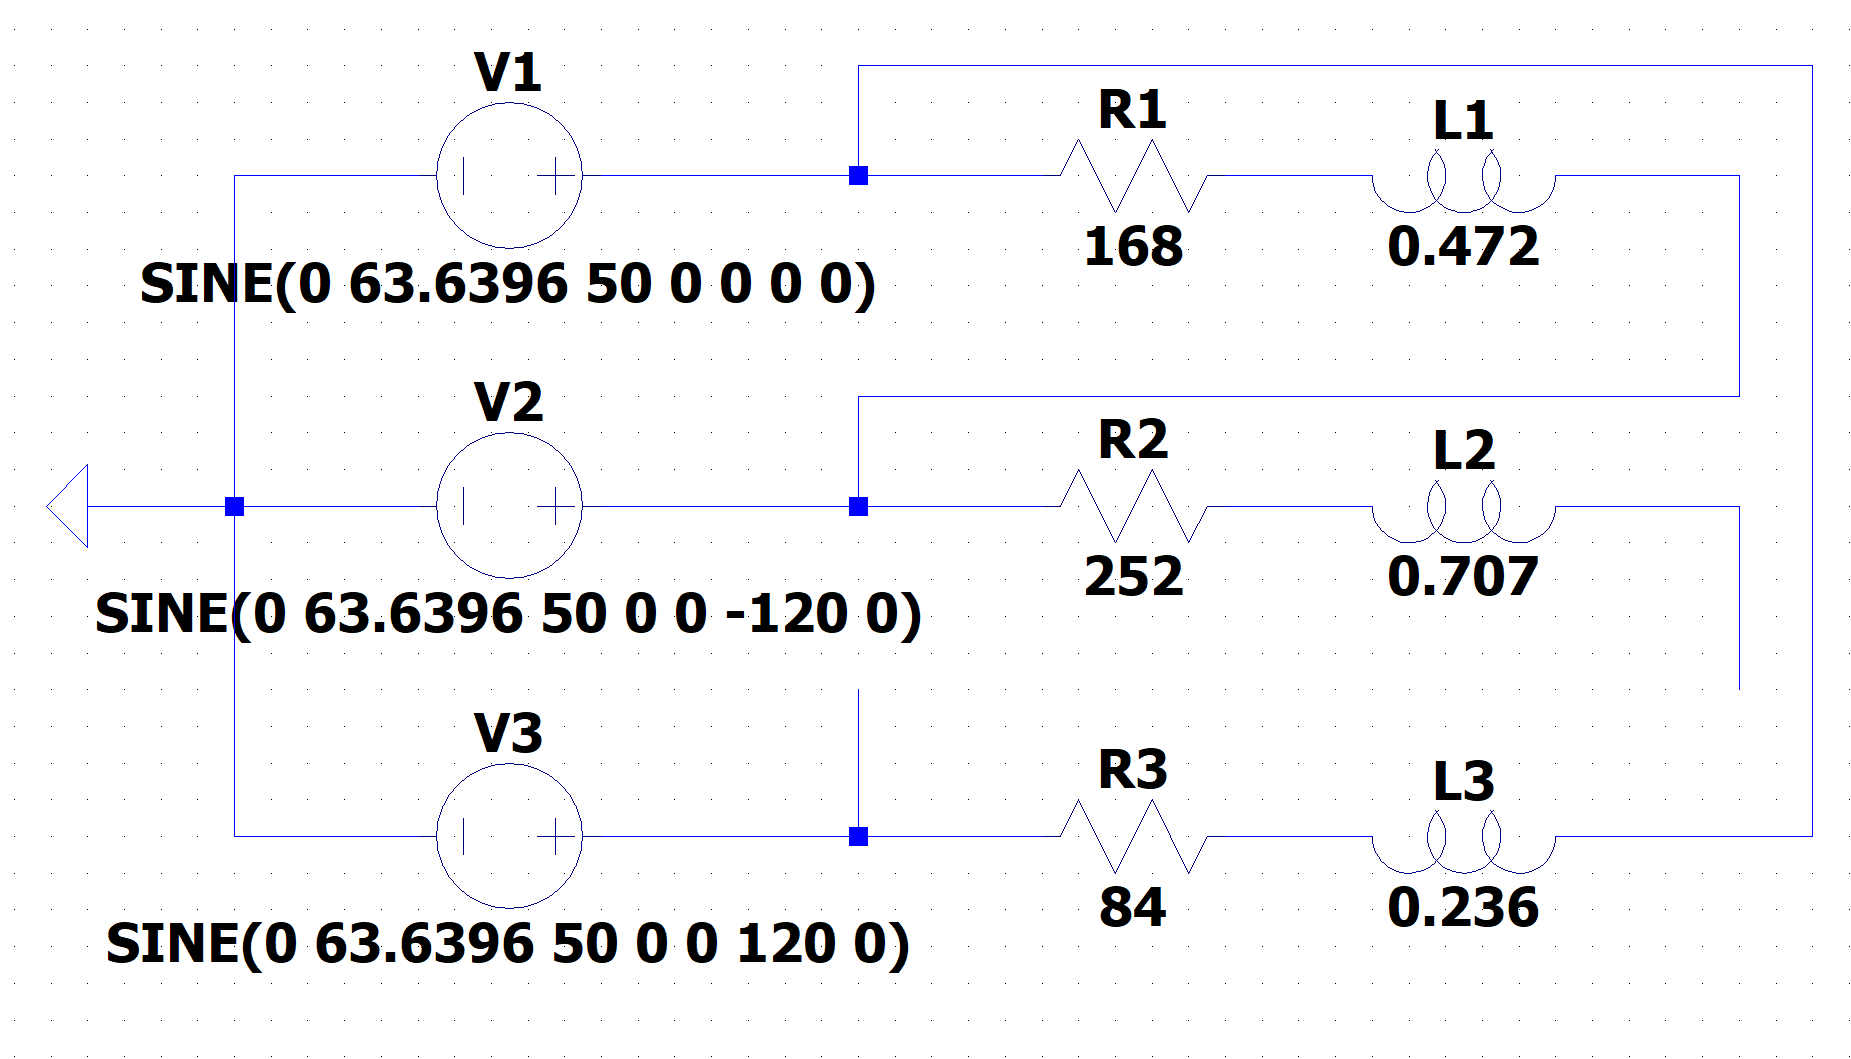 V1
R1
L1
168
0.472
SINE(0 63.6396 50 0 0 0 0)
V2
R2
L2
252
0.707
SINE(0 63.6396 50 0 0 -120 0)
V3
R3
L3
84
0.236
SINE(0 63.6396 50 0 0 120 0)